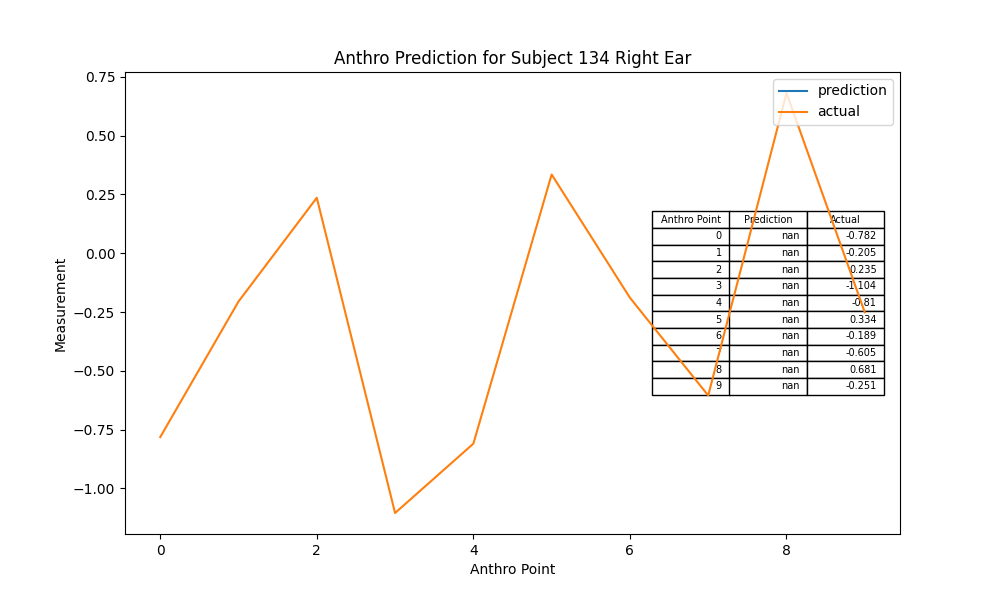 Anthro Prediction for Subject 134 Right Ear
prediction
actual
0.75
0.50
0.25
0.00
−0.25
−0.50
−0.75
−1.00
Measurement
Anthro Point Prediction Actual
0 nan -0.782
1 nan -0.205
2 nan 0.235
3 nan -1.104
4 nan -0.81
5 nan 0.334
6 nan -0.189
7 nan -0.605
8 nan 0.681
9 nan -0.251
0 2 4 6 8
Anthro Point